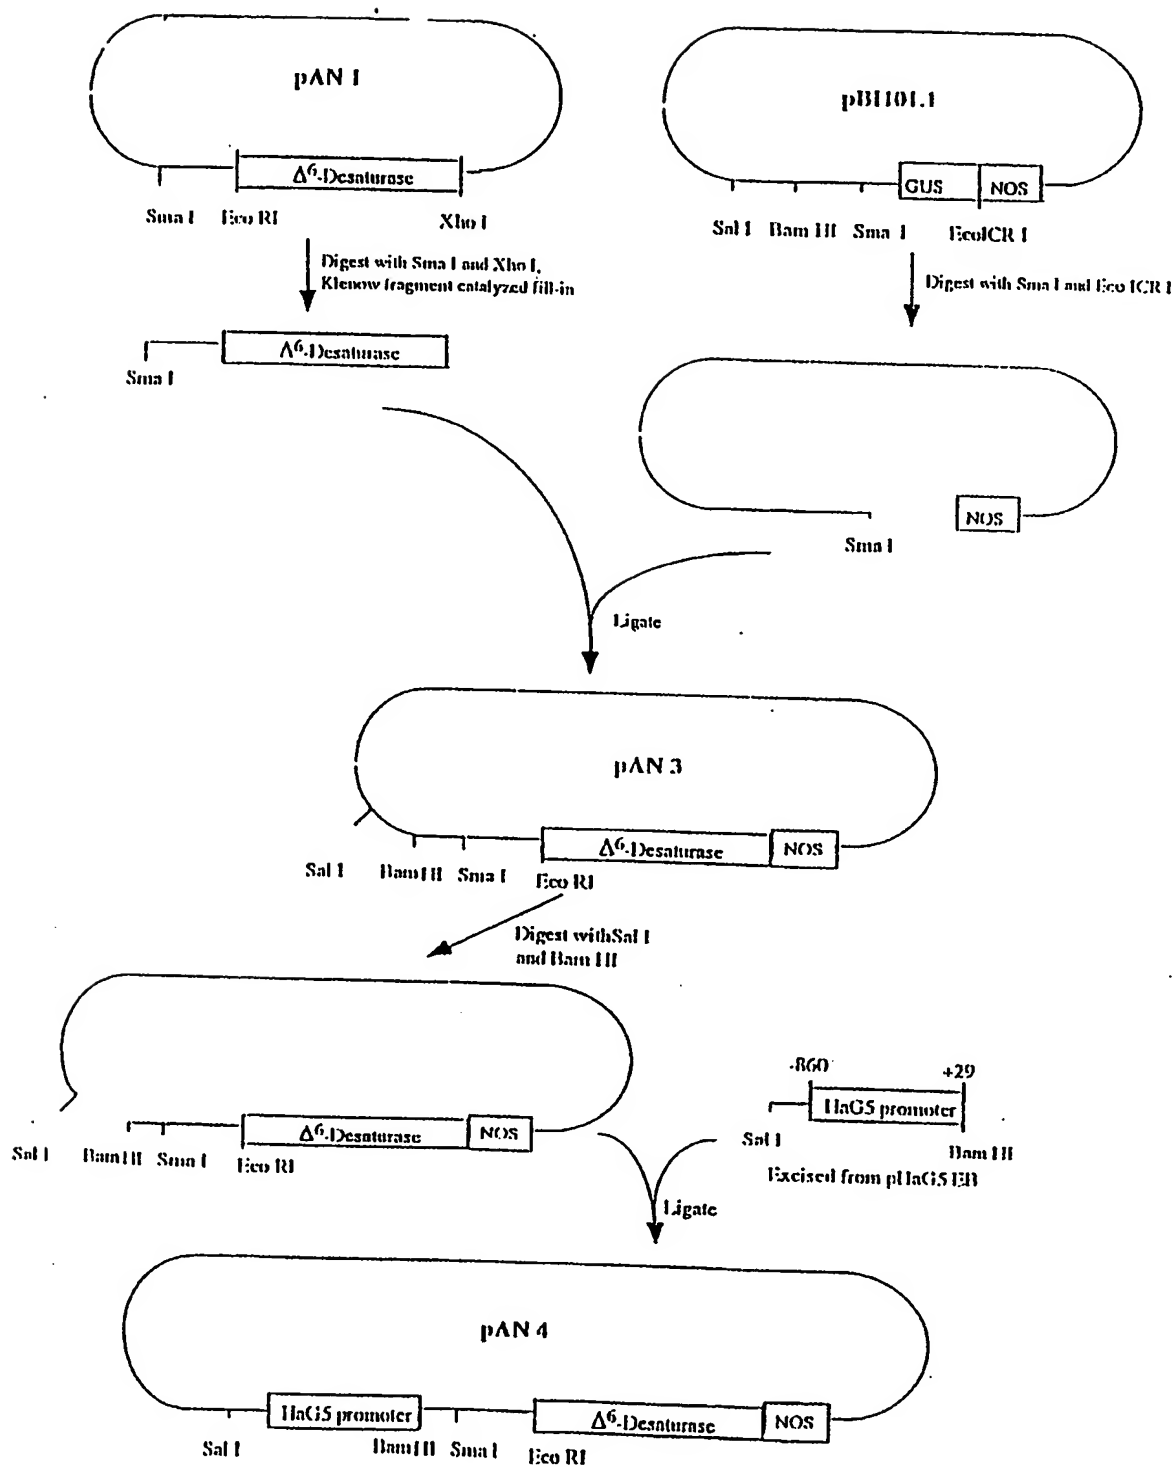 pAN 1
pBI101.1
Δ6-Desaturase
GUS
NOS
Sma I
Eco RI
Xho I
Sal I
Bam HI
Sma I
EcoICR I
Digest with Sma I and Xho I,
Klenow fragment catalyzed fill-in
Digest with Sma I and Eco ICR I
Δ6-Desaturase
Sma I
NOS
Sma I
Ligate
pAN 3
Δ6-Desaturase
NOS
Sal I
Bam HI
Sma I
Eco RI
Digest with Sal I
and Bam HI
-860
+29
HaG5 promoter
Δ6-Desaturase
NOS
Sal I
Bam HI
Sal I
Bam HI
Sma I
Eco RI
Excised from pHaG5EB
Ligate
pAN 4
HaG5 promoter
Δ6-Desaturase
NOS
Sal I
Bam HI
Sma I
Eco RI